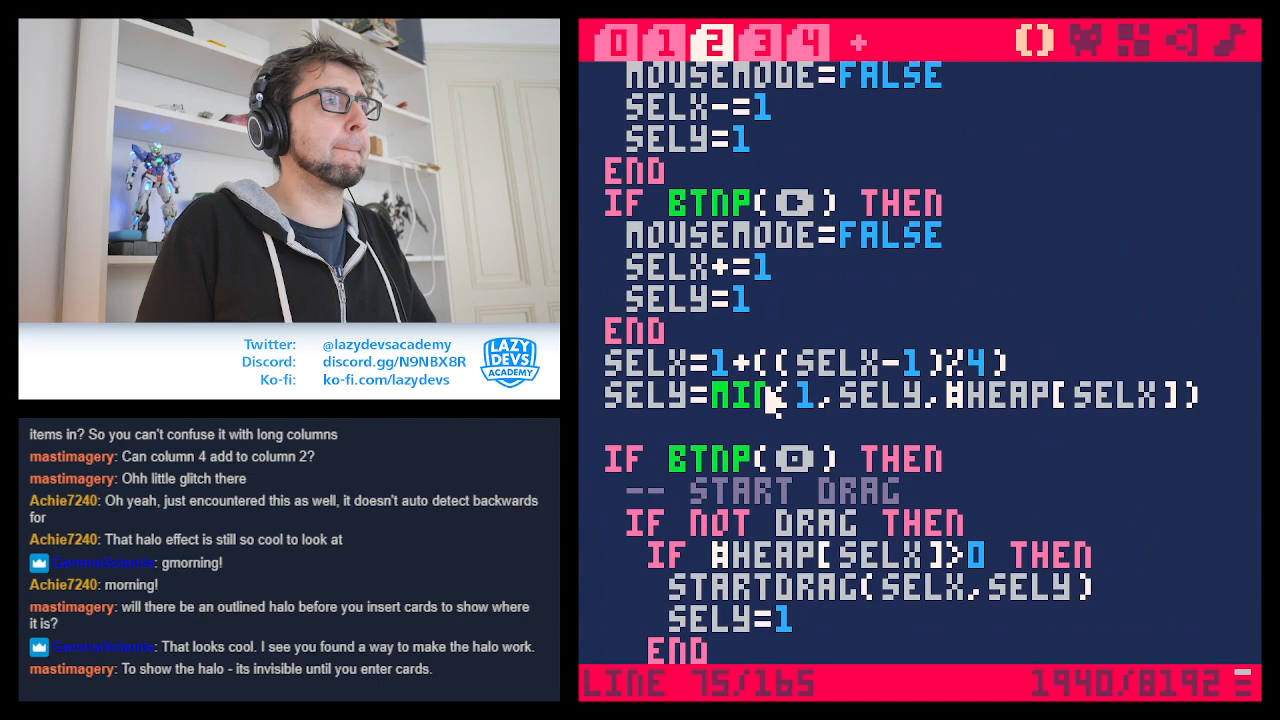 Twitter: @lazydevsacademy
Discord: discord.gg/N9NBX8R
Ko-fi: ko-fi.com/lazydevs
LAZY
DEVS
ACADEMY
items in? So you can't confuse it with long columns
mastimagery: Can column 4 add to column 2?
mastimagery: Ohh little glitch there
Achie7240: Oh yeah, just encountered this as well, it doesn't auto detect backwards
for
Achie7240: That halo effect is still so cool to look at
: gmorning!
Achie7240: morning!
mastimagery: will there be an outlined halo before you insert cards to show where
it is?
: That looks cool. I see you found a way to make the halo work.
mastimagery: To show the halo - its invisible until you enter cards.
0 1 2 3 4 +
MOUSEMODE=FALSE
SELX-=1
SELY=1
END
IF BTNP(➡️) THEN
MOUSEMODE=FALSE
SELX+=1
SELY=1
END
SELX=1+((SELX-1)%4)
SELY=MIN(1,SELY,#HEAP[SELX])
IF BTNP(🅾️) THEN
-- START DRAG
IF NOT DRAG THEN
IF #HEAP[SELX]>0 THEN
STARTDRAG(SELX,SELY)
SELY=1
END
LINE 75/165 1940/8192